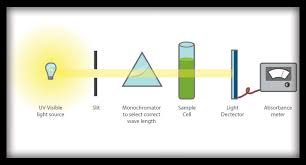 UV-Visible
light source
Slit
Monochromator
to select correct
wave length
Sample
Cell
Light
Dectector
Absorbance
meter